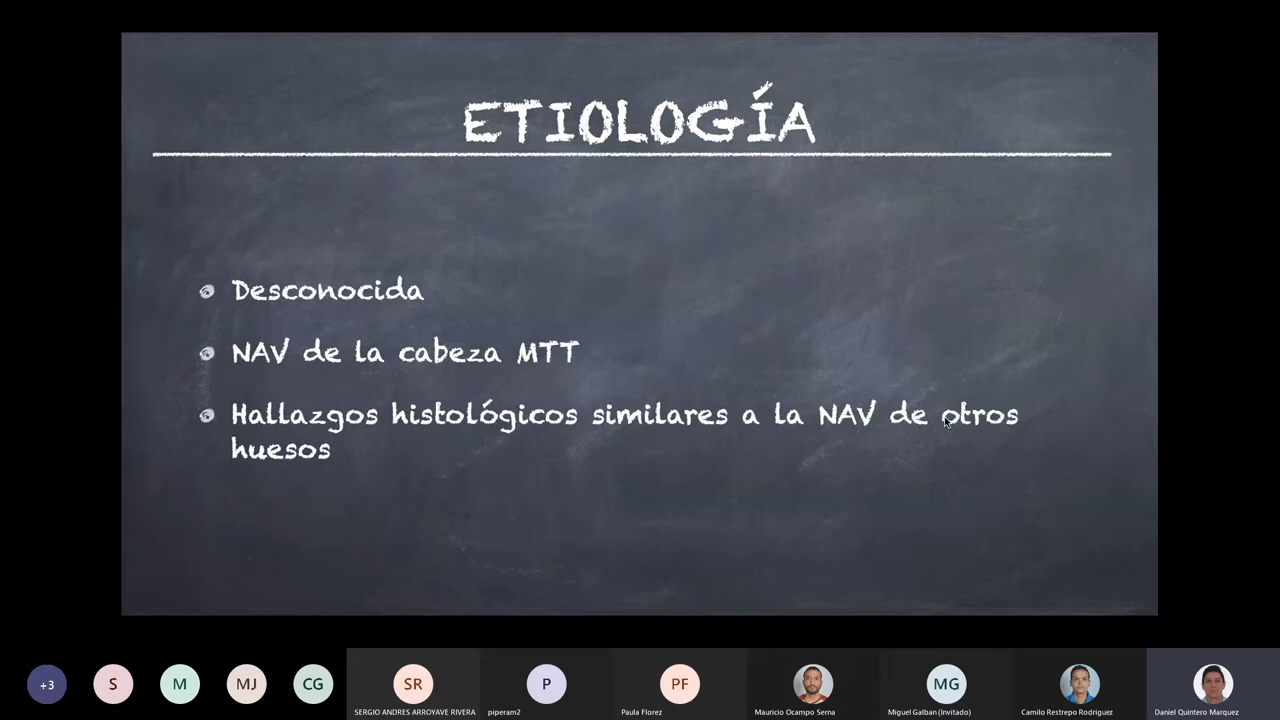 ETIOLOGÍA
Desconocida
NAV de la cabeza MTT
Hallazgos histológicos similares a la NAV de otros
huesos
+3
S
M
MJ
CG
SR
P
PF
MG
SERGIO ANDRES ARROYAVE RIVERA
piperam2
Paula Florez
Mauricio Ocampo Serna
Miguel Galban (Invitado)
Camilo Restrepo Rodriguez
Daniel Quintero Marquez